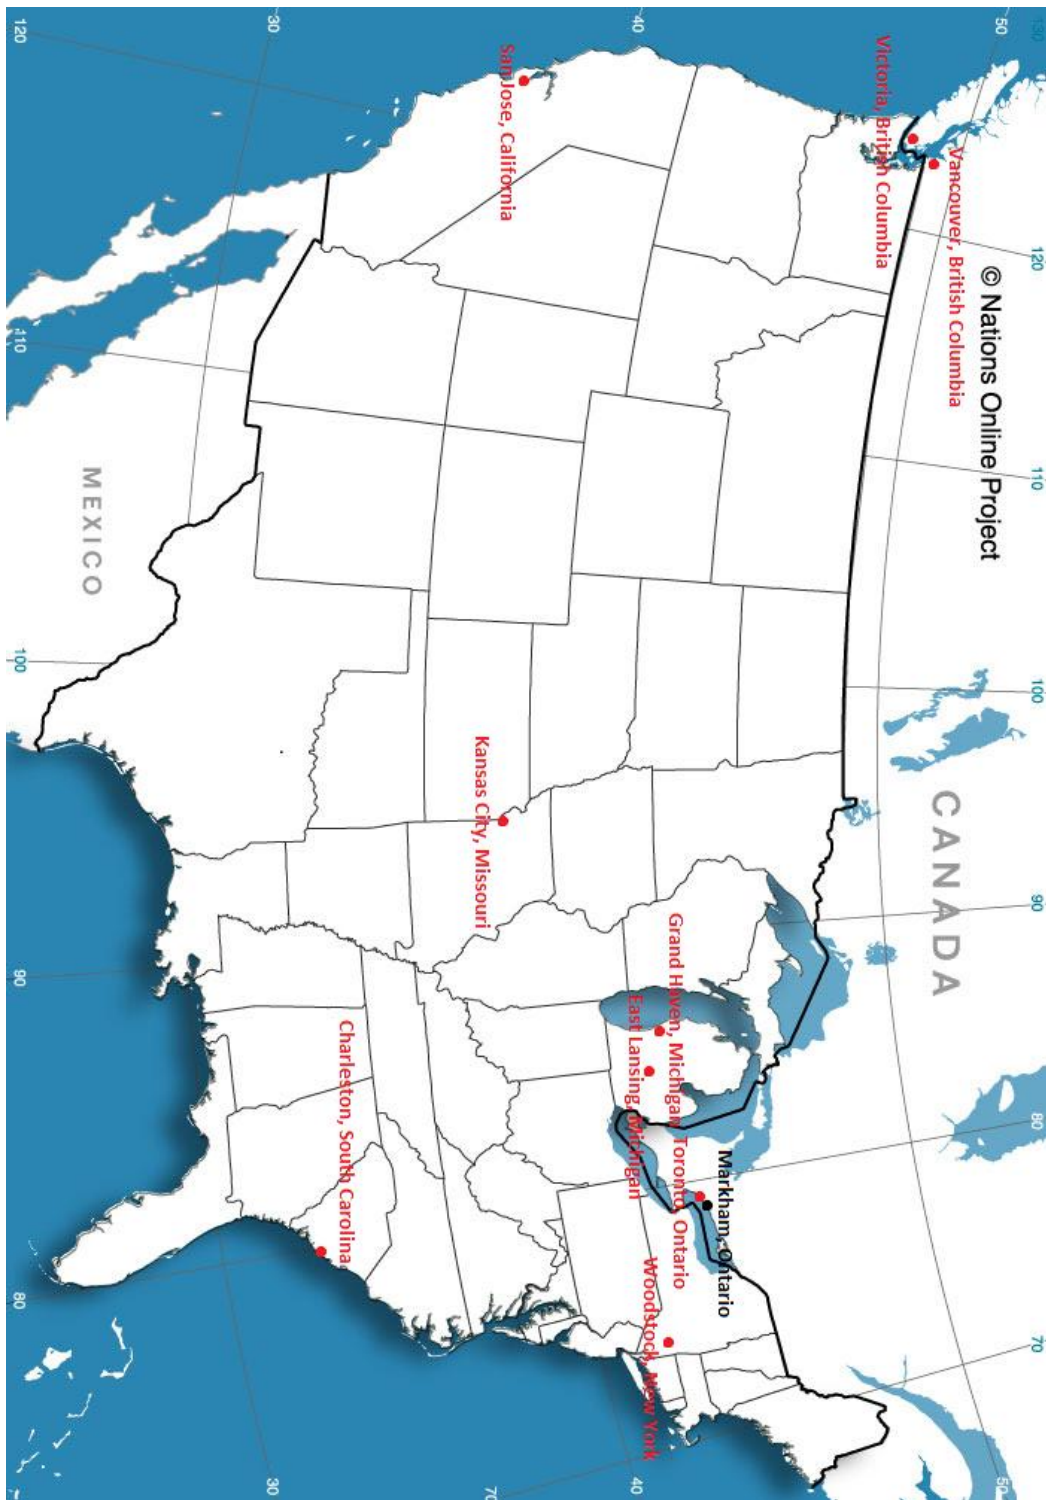 130
120
110
100
90
80
70
50
50
© Nations Online Project
Vancouver, British Columbia
CANADA
Victoria, British Columbia
Markham, Ontario
Toronto, Ontario
Grand Haven, Michigan
Woodstock, New York
East Lansing, Michigan
40
40
San Jose, California
Kansas City, Missouri
70
Charleston, South Carolina
30
30
MEXICO
120
110
100
90
80